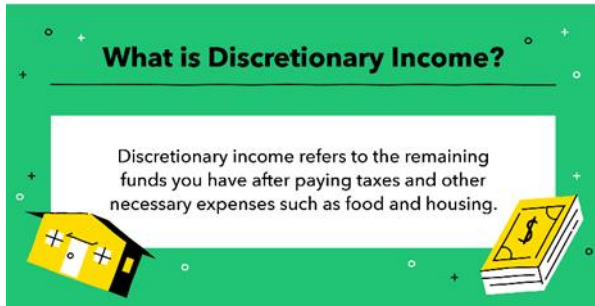 What is Discretionary Income?
Discretionary income refers to the remaining
funds you have after paying taxes and other
necessary expenses such as food and housing.
$